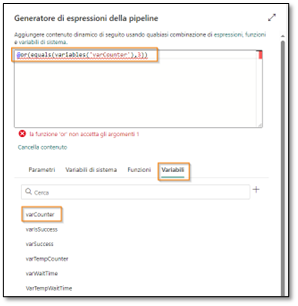 Generatore di espressioni della pipeline
Aggiungere contenuto dinamico di seguito usando qualsiasi combinazione di espressioni, funzioni
e variabili di sistema.
@or(equals(variables('varCounter'),3))
la funzione 'or' non accetta gli argomenti 1
Cancella contenuto
Parametri Variabili di sistema Funzioni Variabili
Cerca
varCounter
varIsSuccess
varSuccess
varTempCounter
varWaitTime
VarTempWaitTime